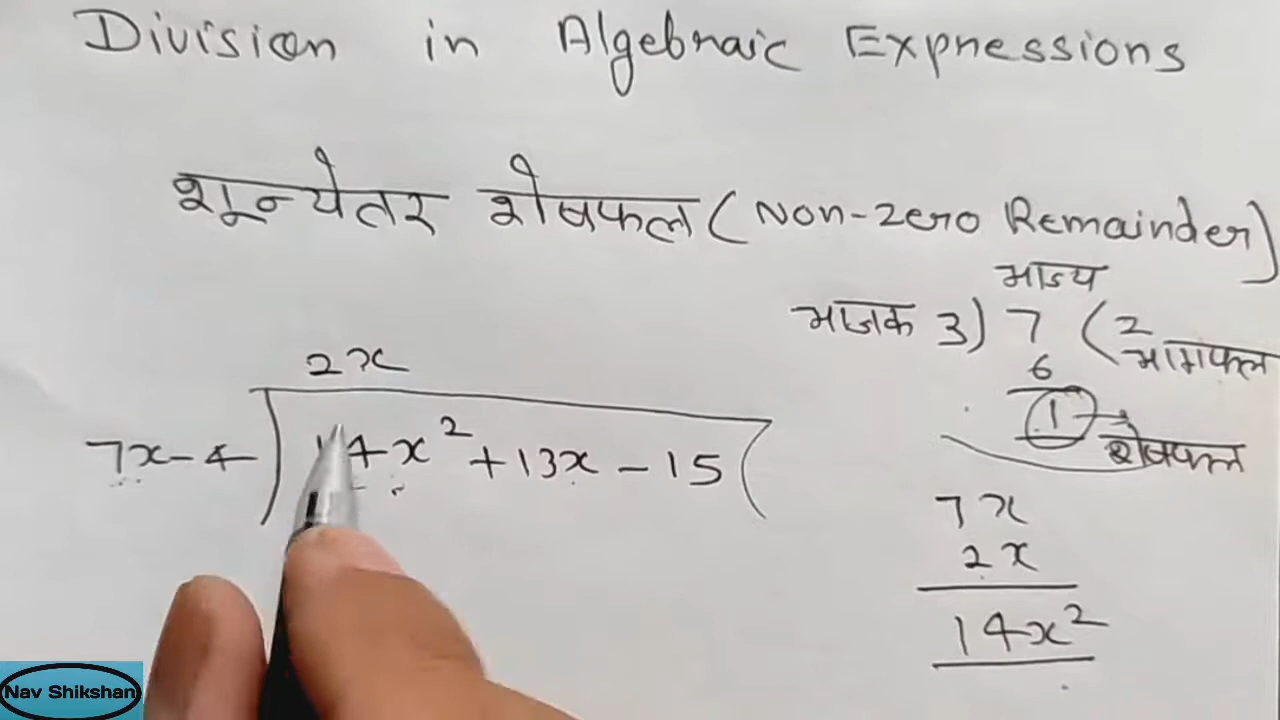 Division in Algebraic Expressions
शून्येतर शेषफल (Non-Zero Remainder)
भाज्य
भाजक 3) 7 (2
भागफल
6
1 →
शेषफल
2x
7x-4 14x² +13x - 15 (
7x
2x
14x²
Nav Shikshan